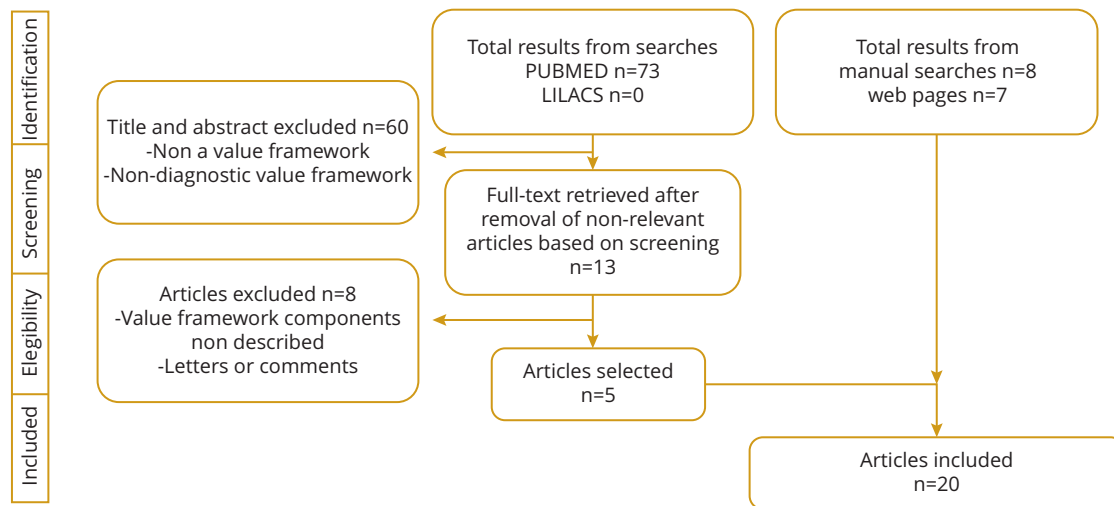 Identification
Screening
Elegibility
Included
Total results from searches
PUBMED n=73
LILACS n=0
Total results from
manual searches n=8
web pages n=7
Title and abstract excluded n=60
-Non a value framework
-Non-diagnostic value framework
Full-text retrieved after
removal of non-relevant
articles based on screening
n=13
Articles excluded n=8
-Value framework components
non described
-Letters or comments
Articles selected
n=5
Articles included
n=20